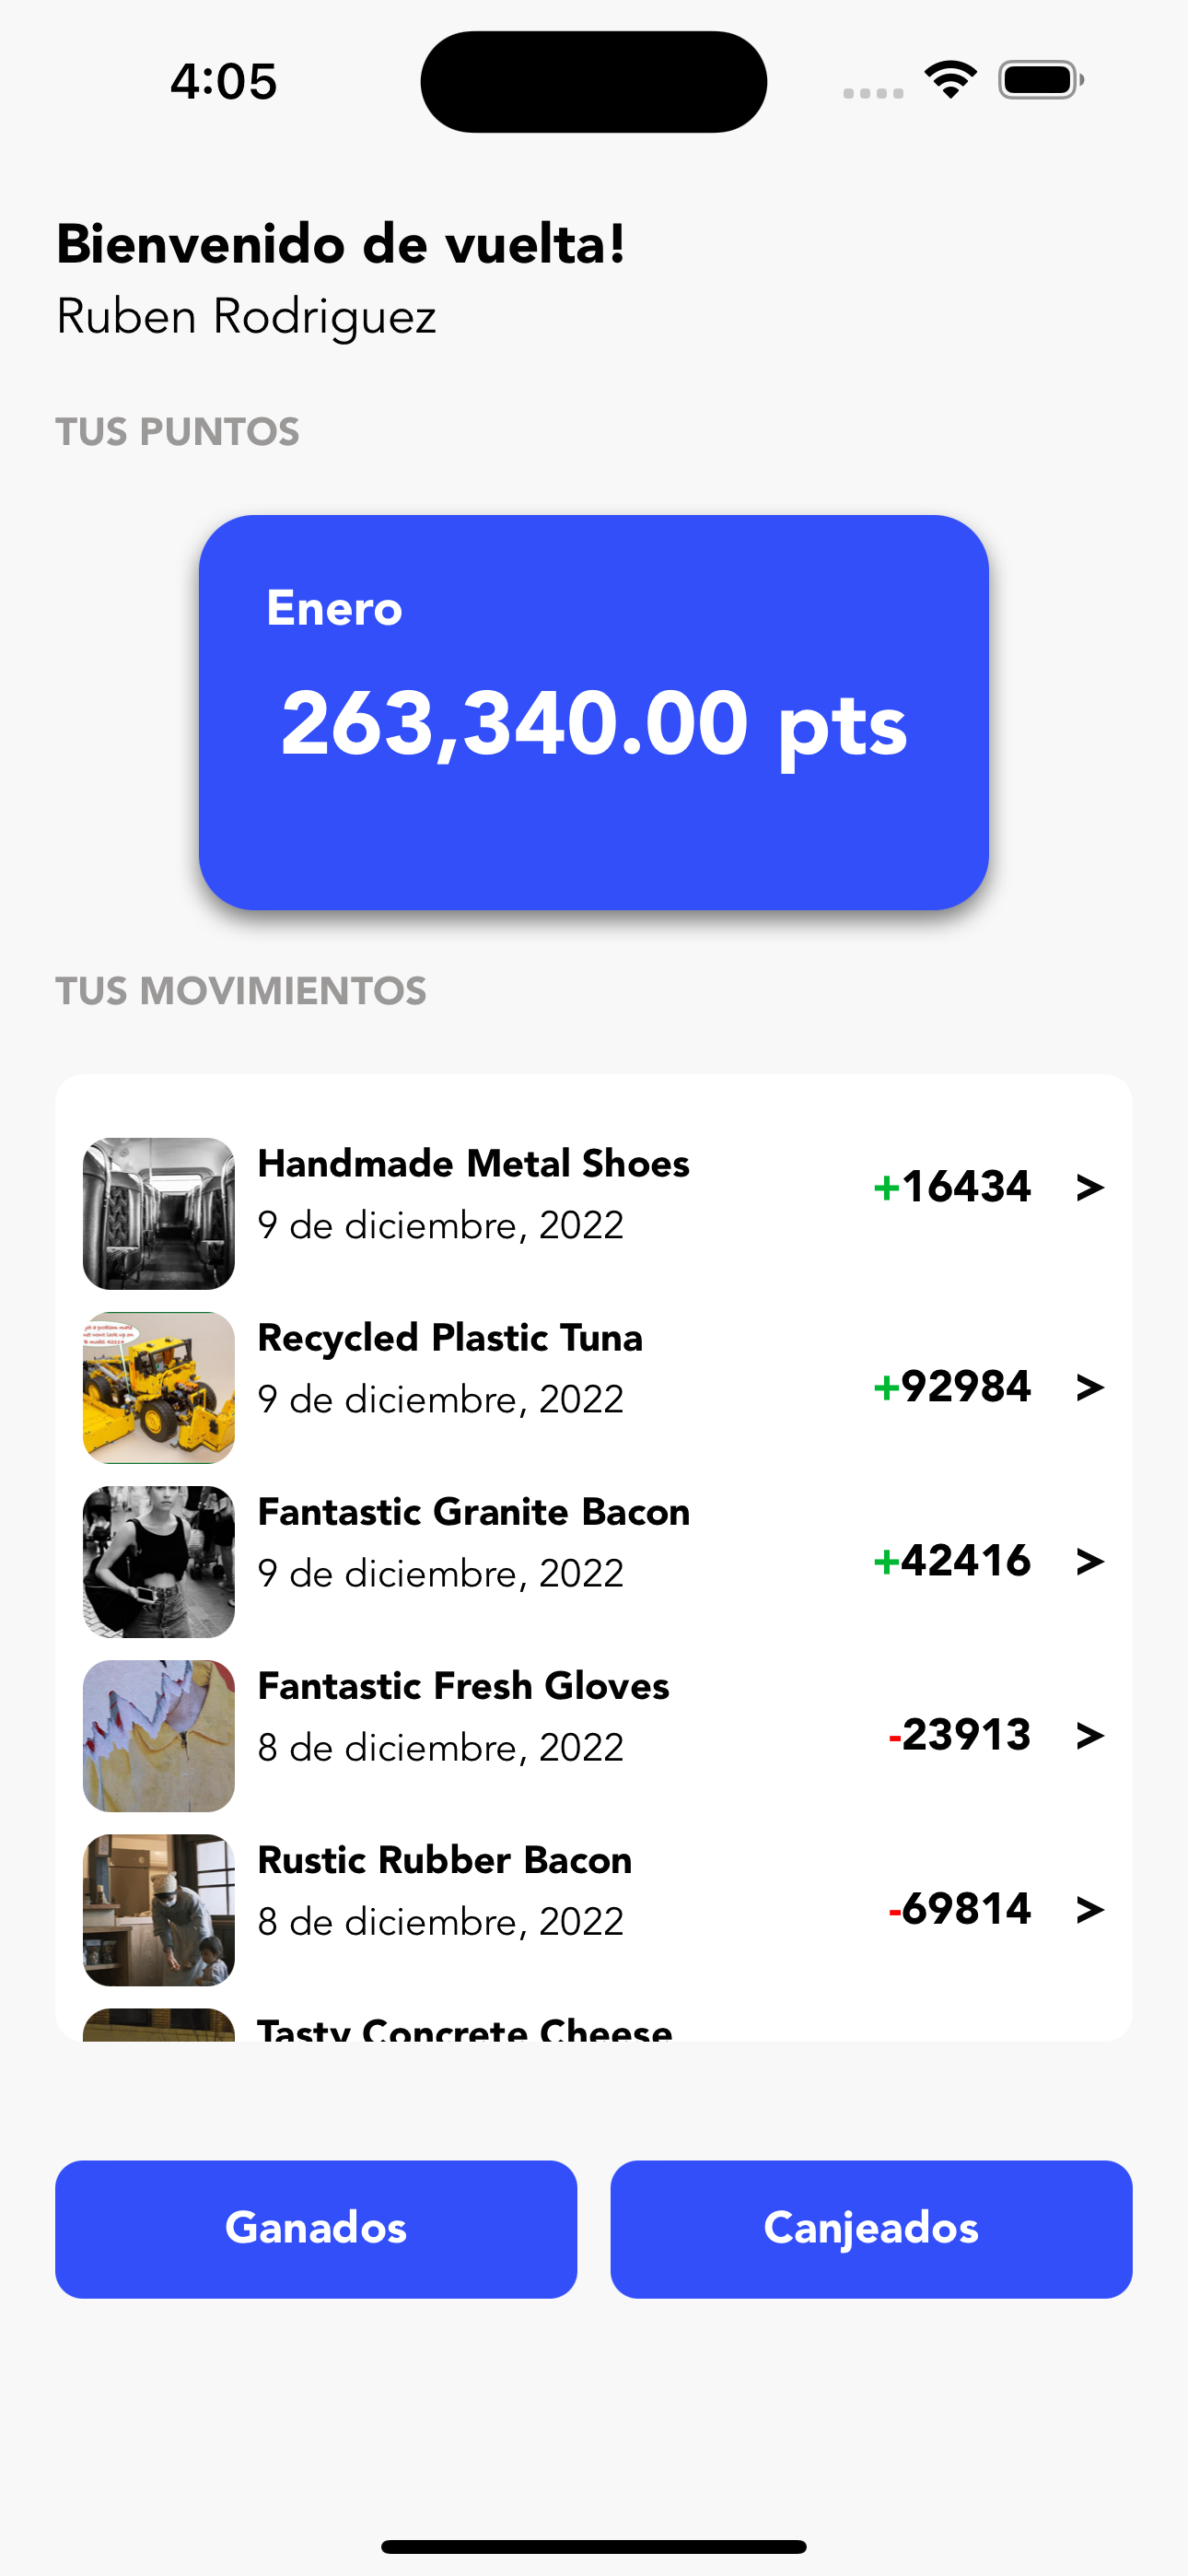 4:05
Bienvenido de vuelta!
Ruben Rodriguez
TUS PUNTOS
Enero
263,340.00 pts
TUS MOVIMIENTOS
Handmade Metal Shoes
9 de diciembre, 2022
+16434 >
Recycled Plastic Tuna
9 de diciembre, 2022
+92984 >
Fantastic Granite Bacon
9 de diciembre, 2022
+42416 >
Fantastic Fresh Gloves
8 de diciembre, 2022
-23913 >
Rustic Rubber Bacon
8 de diciembre, 2022
-69814 >
Tasty Concrete Cheese
Ganados
Canjeados